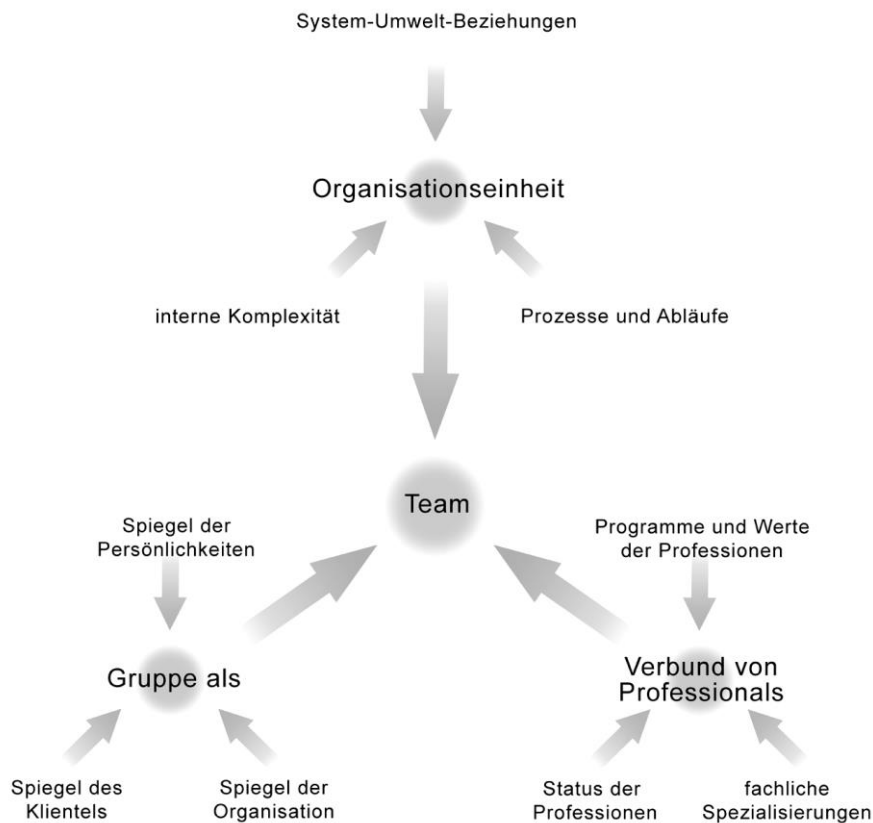 System-Umwelt-Beziehungen
Organisationseinheit
interne Komplexität
Prozesse und Abläufe
Team
Spiegel der
Persönlichkeiten
Programme und Werte
der Professionen
Gruppe als
Verbund von
Professionals
Spiegel des
Klientels
Spiegel der
Organisation
Status der
Professionen
fachliche
Spezialisierungen